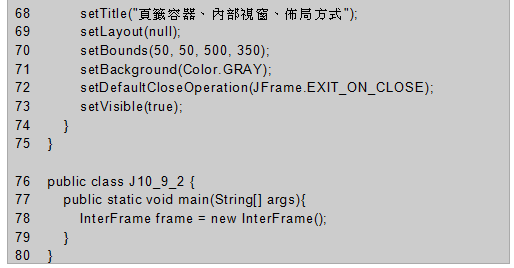 68 setTitle("頁籤容器、內部視窗、佈局方式");
69 setLayout(null);
70 setBounds(50, 50, 500, 350);
71 setBackground(Color.GRAY);
72 setDefaultCloseOperation(JFrame.EXIT_ON_CLOSE);
73 setVisible(true);
74 }
75 }
76 public class J10_9_2 {
77 public static void main(String[] args){
78 InterFrame frame = new InterFrame();
79 }
80 }